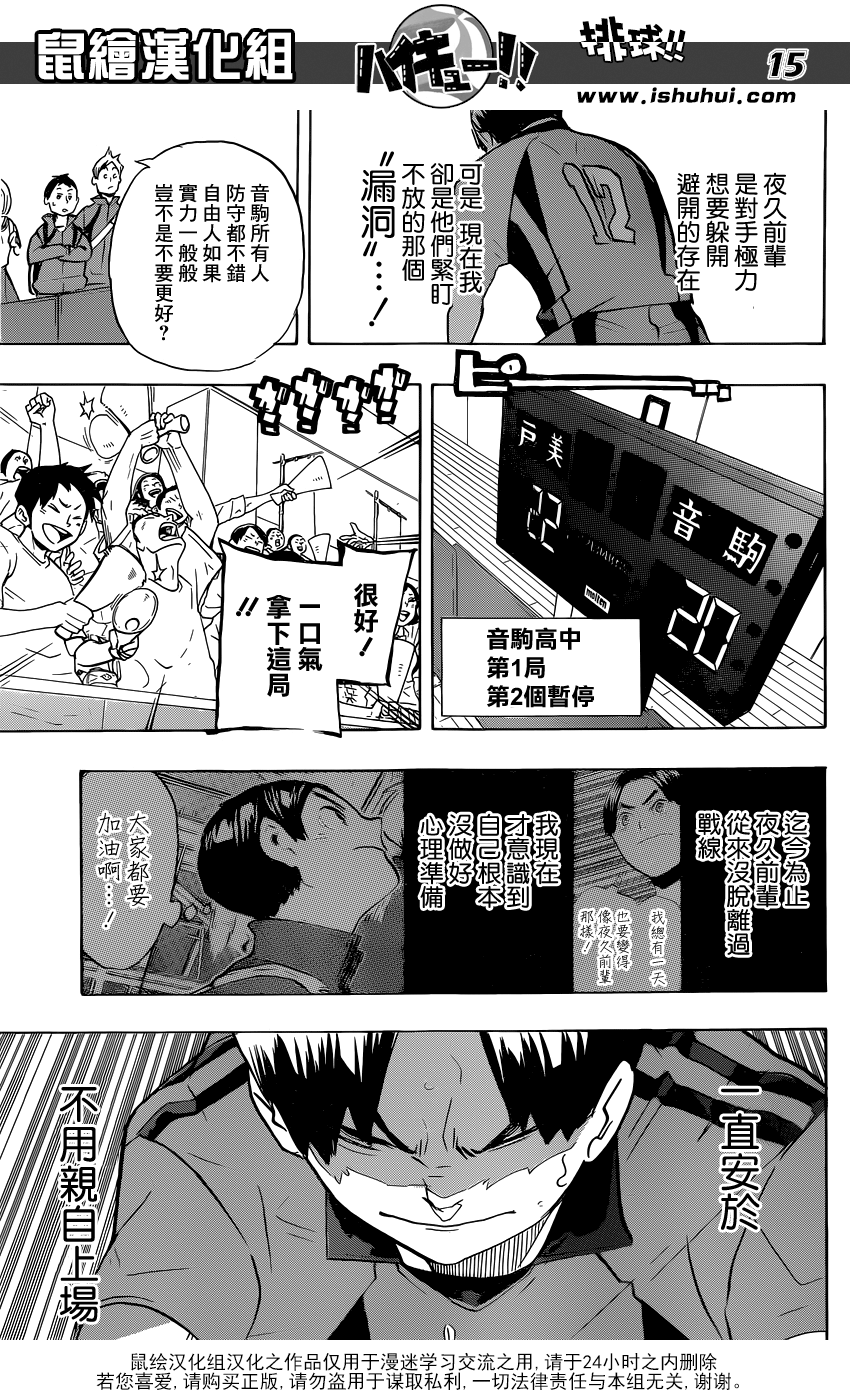 鼠繪漢化組
ハイキュー!!
排球!!
15
www.ishuhui.com
夜久前輩
是對手極力
想要躲開
避開的存在
12
可是 現在我
卻是他們緊盯
不放的那個
“漏洞”…!
音駒所有人
防守都不錯
自由人如果
實力一般般
豈不是不要更好?
戶美
音駒
22
20
molten
音駒高中
第1局
第2個暫停
ササササ
很好!
一口氣
拿下這局
!!
迄今為止
夜久前輩
從來沒脫離過
戰線
我總有一天
也要變得
像夜久前輩
那樣!
我現在
才意識到
自己根本
沒做好
心理準備
大家都要
加油啊…!
一直安於
不用親自上場
鼠绘汉化组汉化之作品仅用于漫迷学习交流之用,请于24小时之内删除
若您喜爱,请购买正版,请勿盗用于谋取私利,一切法律责任与本组无关,谢谢。